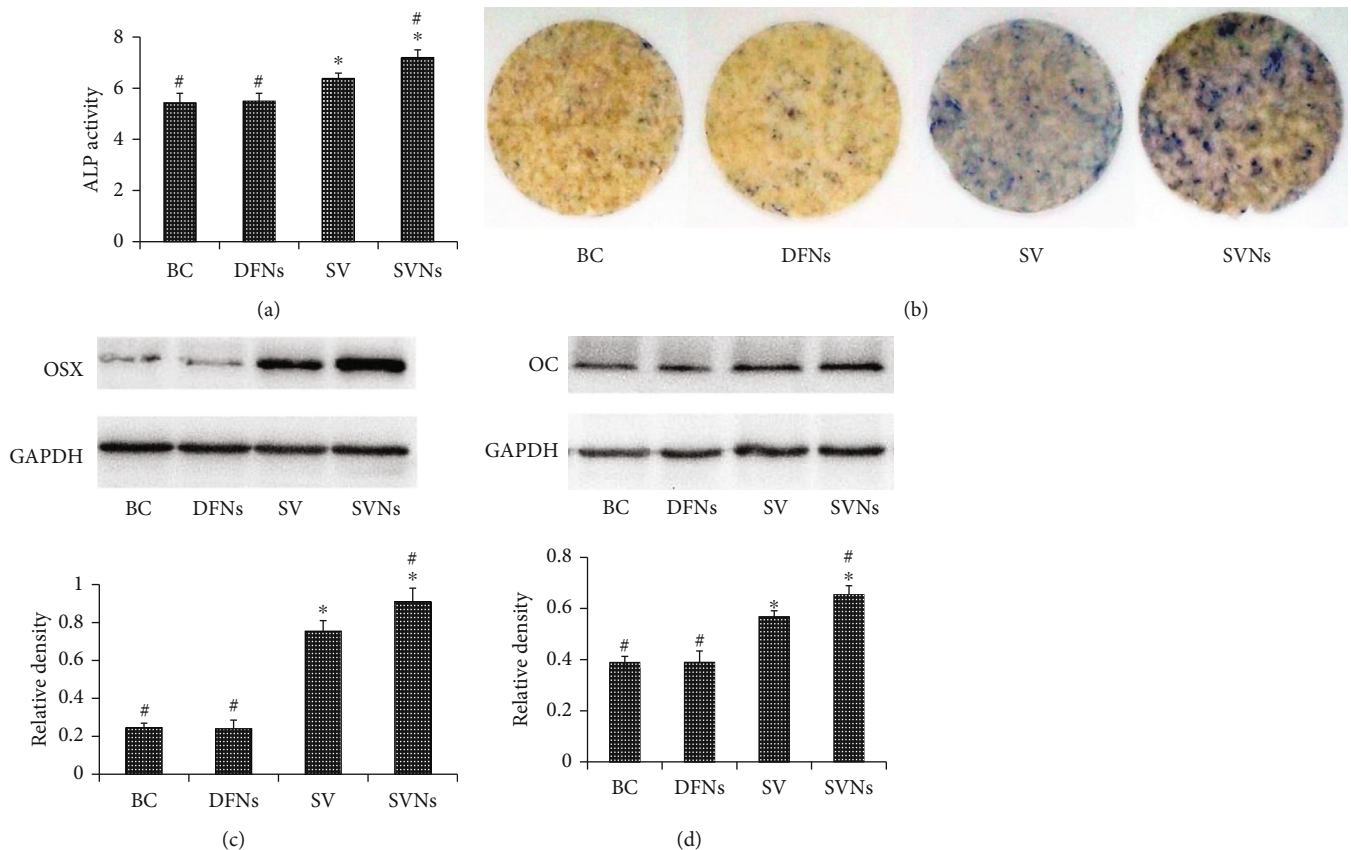 #
*
8
#
#
*
6
4
2
0
ALP activity
BC DFNs SV SVNs
(a)
BC DFNs SV SVNs
(b)
OSX
GAPDH
BC DFNs SV SVNs
#
*
1
*
0.8
0.6
0.4
#
#
0.2
0
Relative density
BC DFNs SV SVNs
(c)
OC
GAPDH
BC DFNs SV SVNs
#
0.8
*
*
0.6
#
#
0.4
0.2
0
Relative density
BC DFNs SV SVNs
(d)